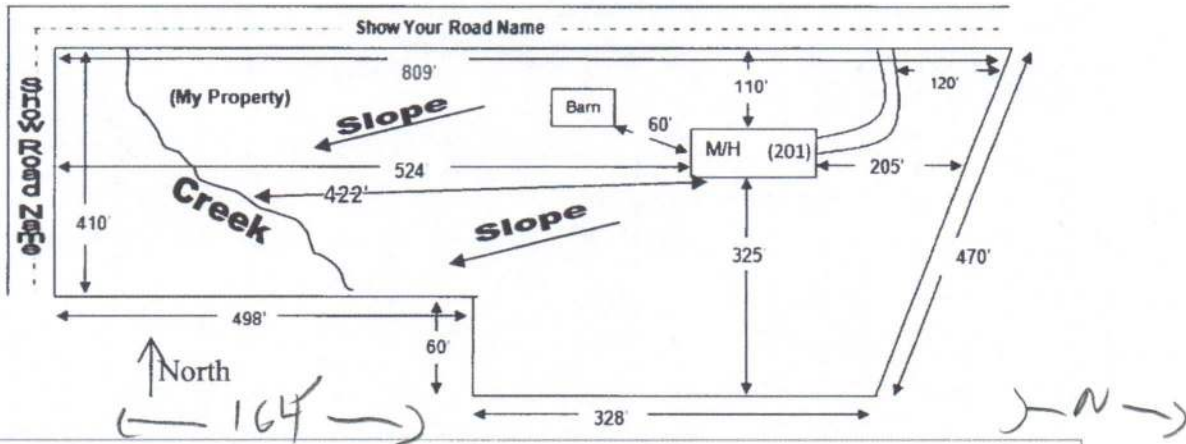 Show Your Road Name
Show Road Name
809'
(My Property)
Slope
Barn
110'
120'
60'
M/H (201)
524
205'
422'
Creek
410'
Slope
325
470'
498'
60'
North
164
328'
N